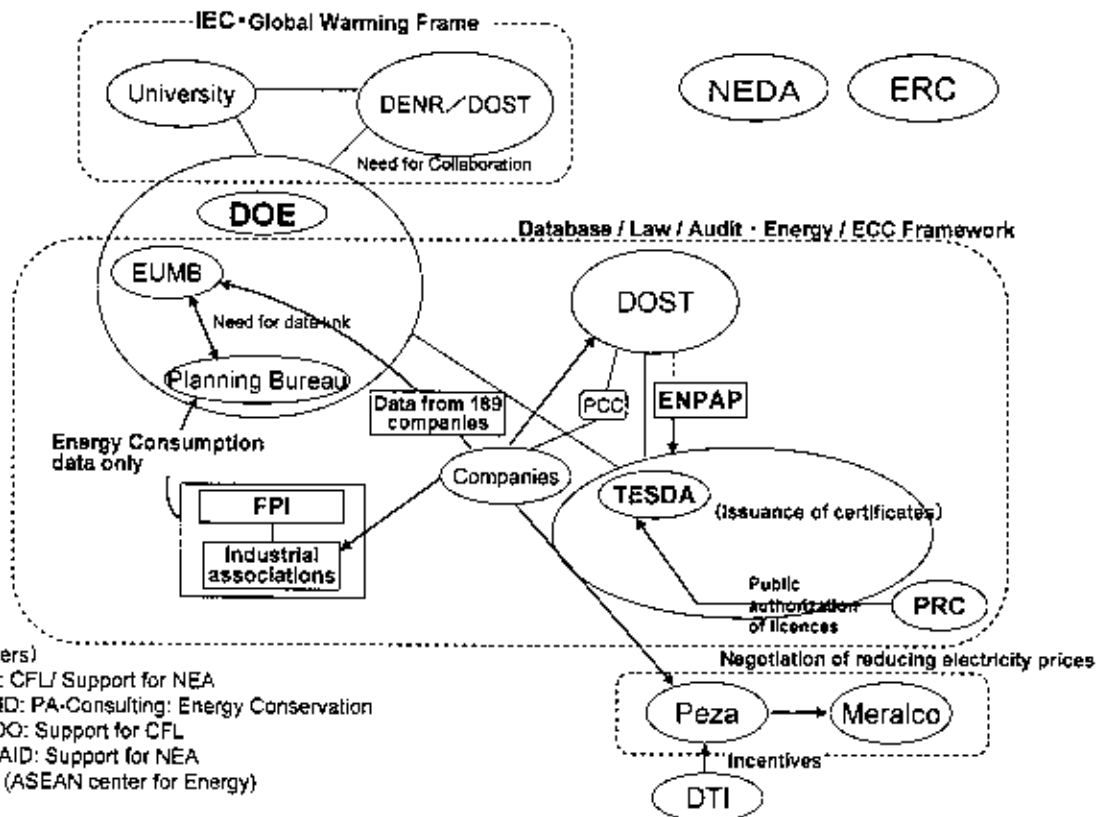 IEC・Global Warming Frame
University
DENR／DOST
NEDA
ERC
Need for Collaboration
DOE
Database / Law / Audit・Energy / ECC Framework
EUMB
DOST
Need for data
Planning Bureau
Data from 189
companies
PCC
ENPAP
Energy Consumption
data only
Companies
TESDA
(Issuance of certificates)
FPI
Industrial
associations
Public
authorization
of licences
PRC
ers)
: CFL/ Support for NEA
PA-Consulting: Energy Conservation
Support for CFL
AID: Support for NEA
(ASEAN center for Energy)
Negotiation of reducing electricity prices
Peza
Meralco
Incentives
DTI